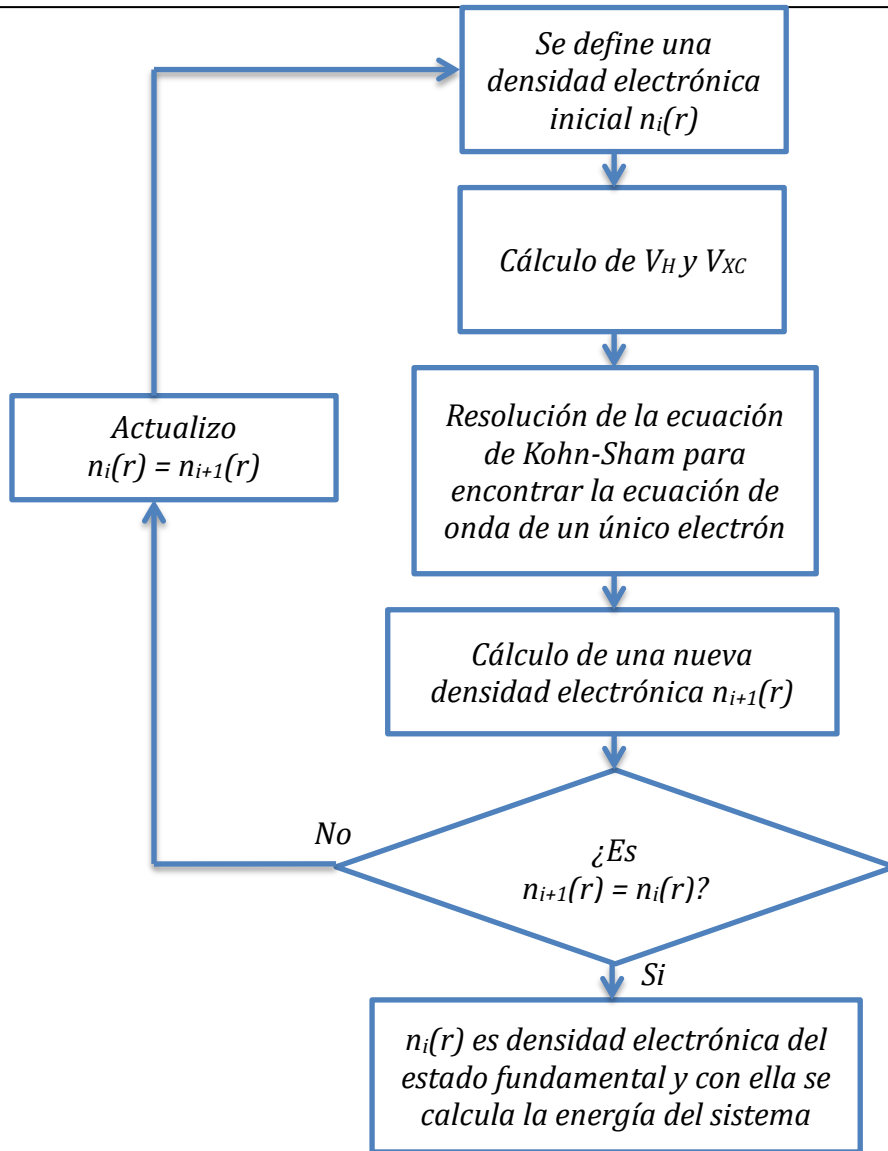 Se define una
densidad electrónica
inicial nᵢ(r)
Cálculo de V_H y V_XC
Resolución de la ecuación
de Kohn-Sham para
encontrar la ecuación de
onda de un único electrón
Actualizo
nᵢ(r) = nᵢ₊₁(r)
Cálculo de una nueva
densidad electrónica nᵢ₊₁(r)
No
¿Es
nᵢ₊₁(r) = nᵢ(r)?
Si
nᵢ(r) es densidad electrónica del
estado fundamental y con ella se
calcula la energía del sistema